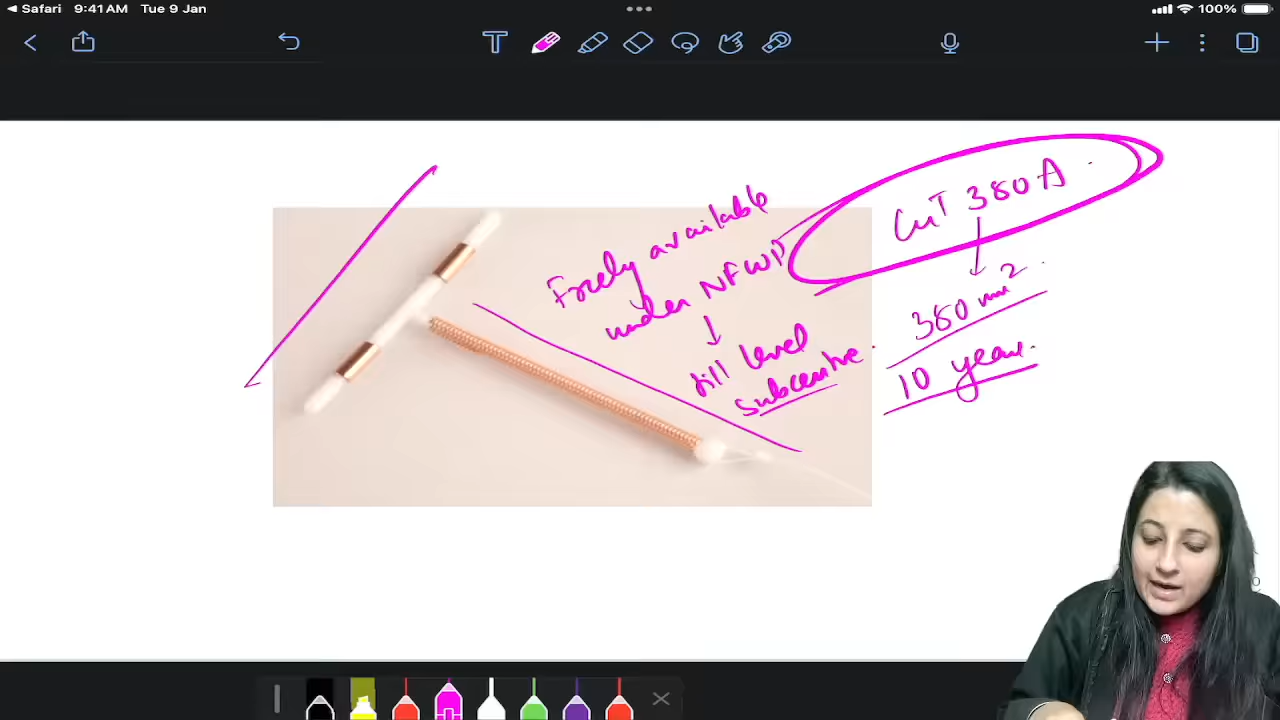 Safari 9:41 AM Tue 9 Jan
100%
T
CuT 380A
380 mm²
10 years.
Freely available
under NFWP
till level
subcentre